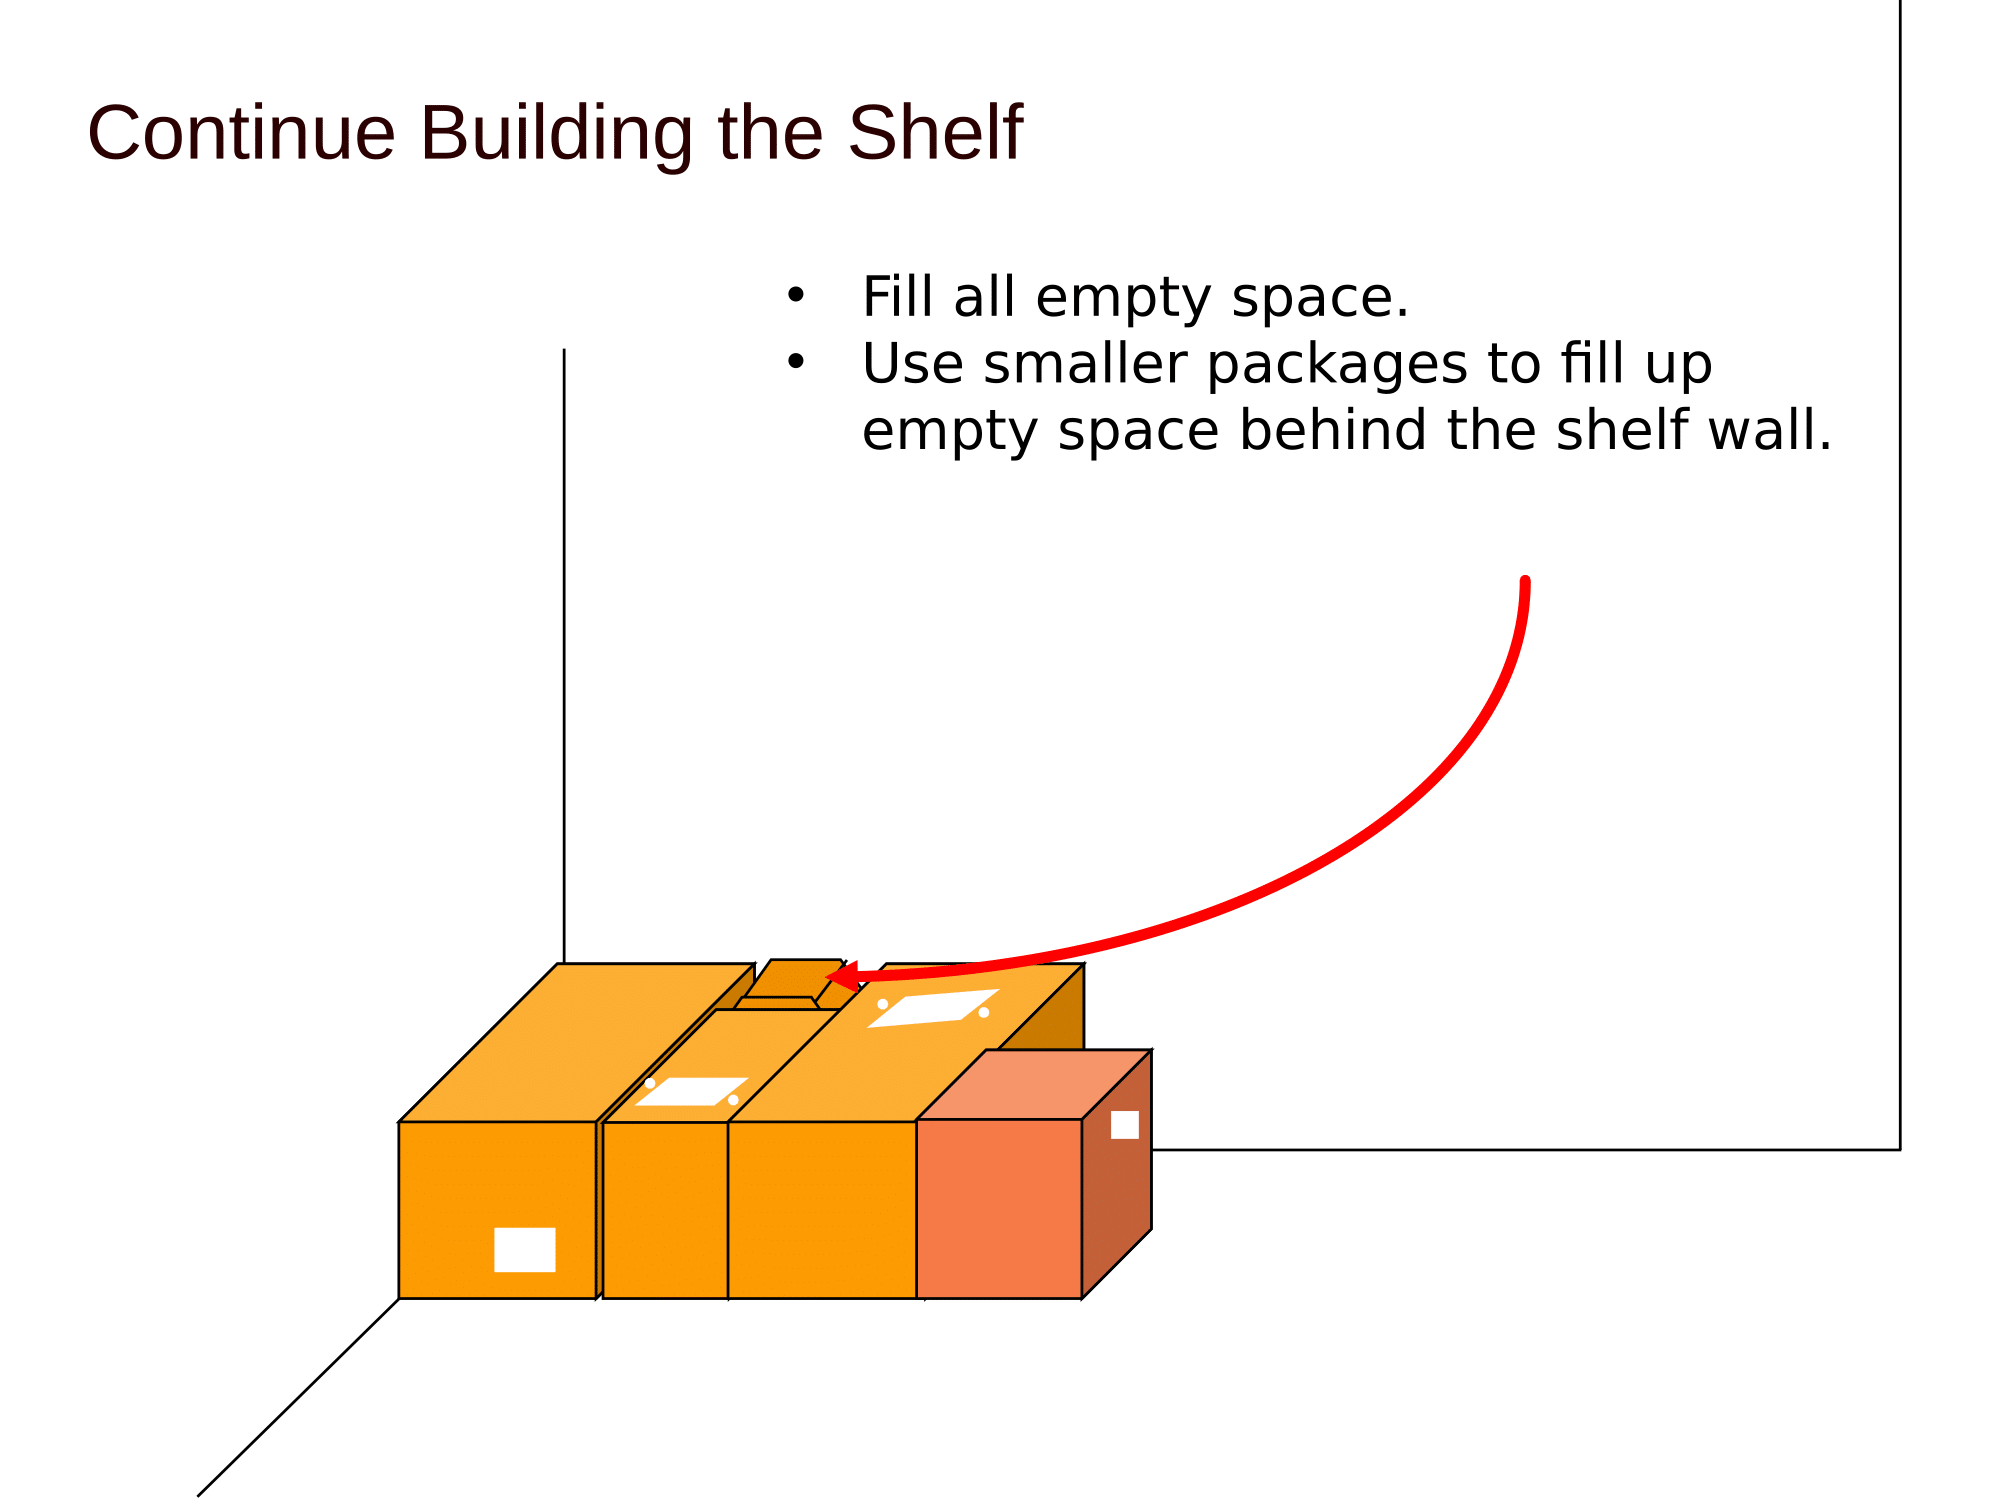 Continue Building the Shelf
• Fill all empty space.
• Use smaller packages to fill up
empty space behind the shelf wall.